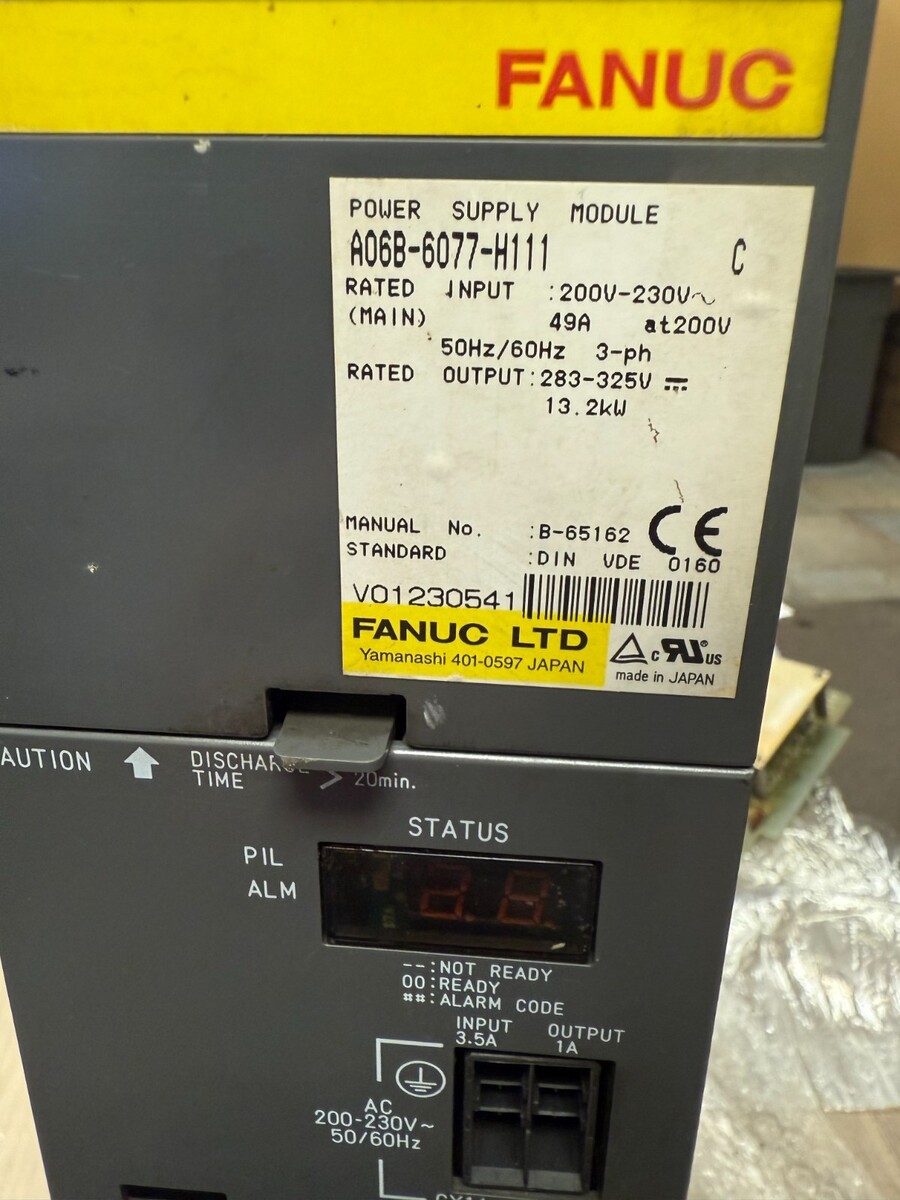 FANUC
POWER SUPPLY MODULE
A06B-6077-H111 C
RATED INPUT :200V-230V~
(MAIN) 49A at200V
50Hz/60Hz 3-ph
RATED OUTPUT:283-325V ⎓
13.2kW
MANUAL No. :B-65162 CE
STANDARD :DIN VDE 0160
V01230541
FANUC LTD
Yamanashi 401-0597 JAPAN
c RU® US
made in JAPAN
AUTION DISCHARGE
TIME > 20min.
STATUS
PIL
ALM
--:NOT READY
00:READY
##:ALARM CODE
INPUT OUTPUT
3.5A 1A
AC
200-230V~
50/60Hz